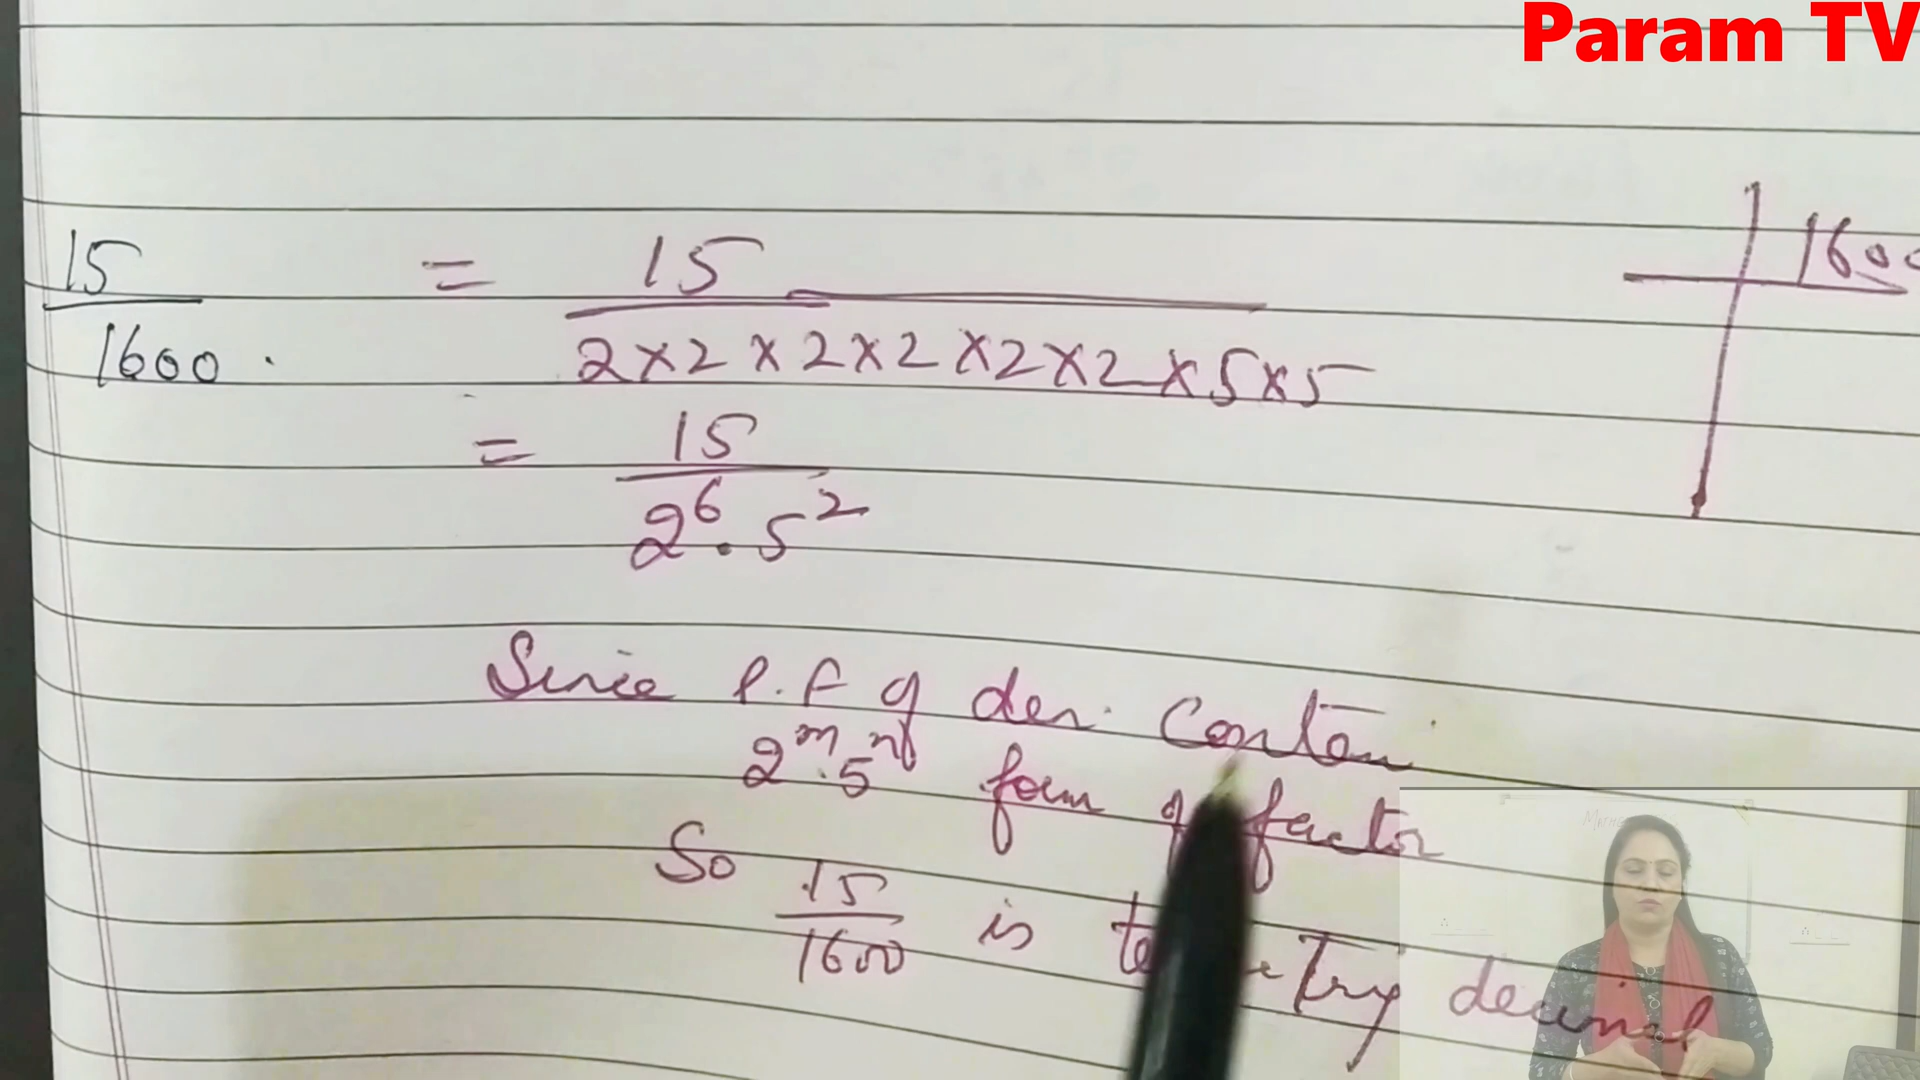 Param TV
15/1600 = 15/(2×2×2×2×2×2×5×5)
1600
= 15/(2⁶·5²)
Since P.F of den. Contain
2ᵐ·5ⁿ form of factor
So 15/1600 is decimal